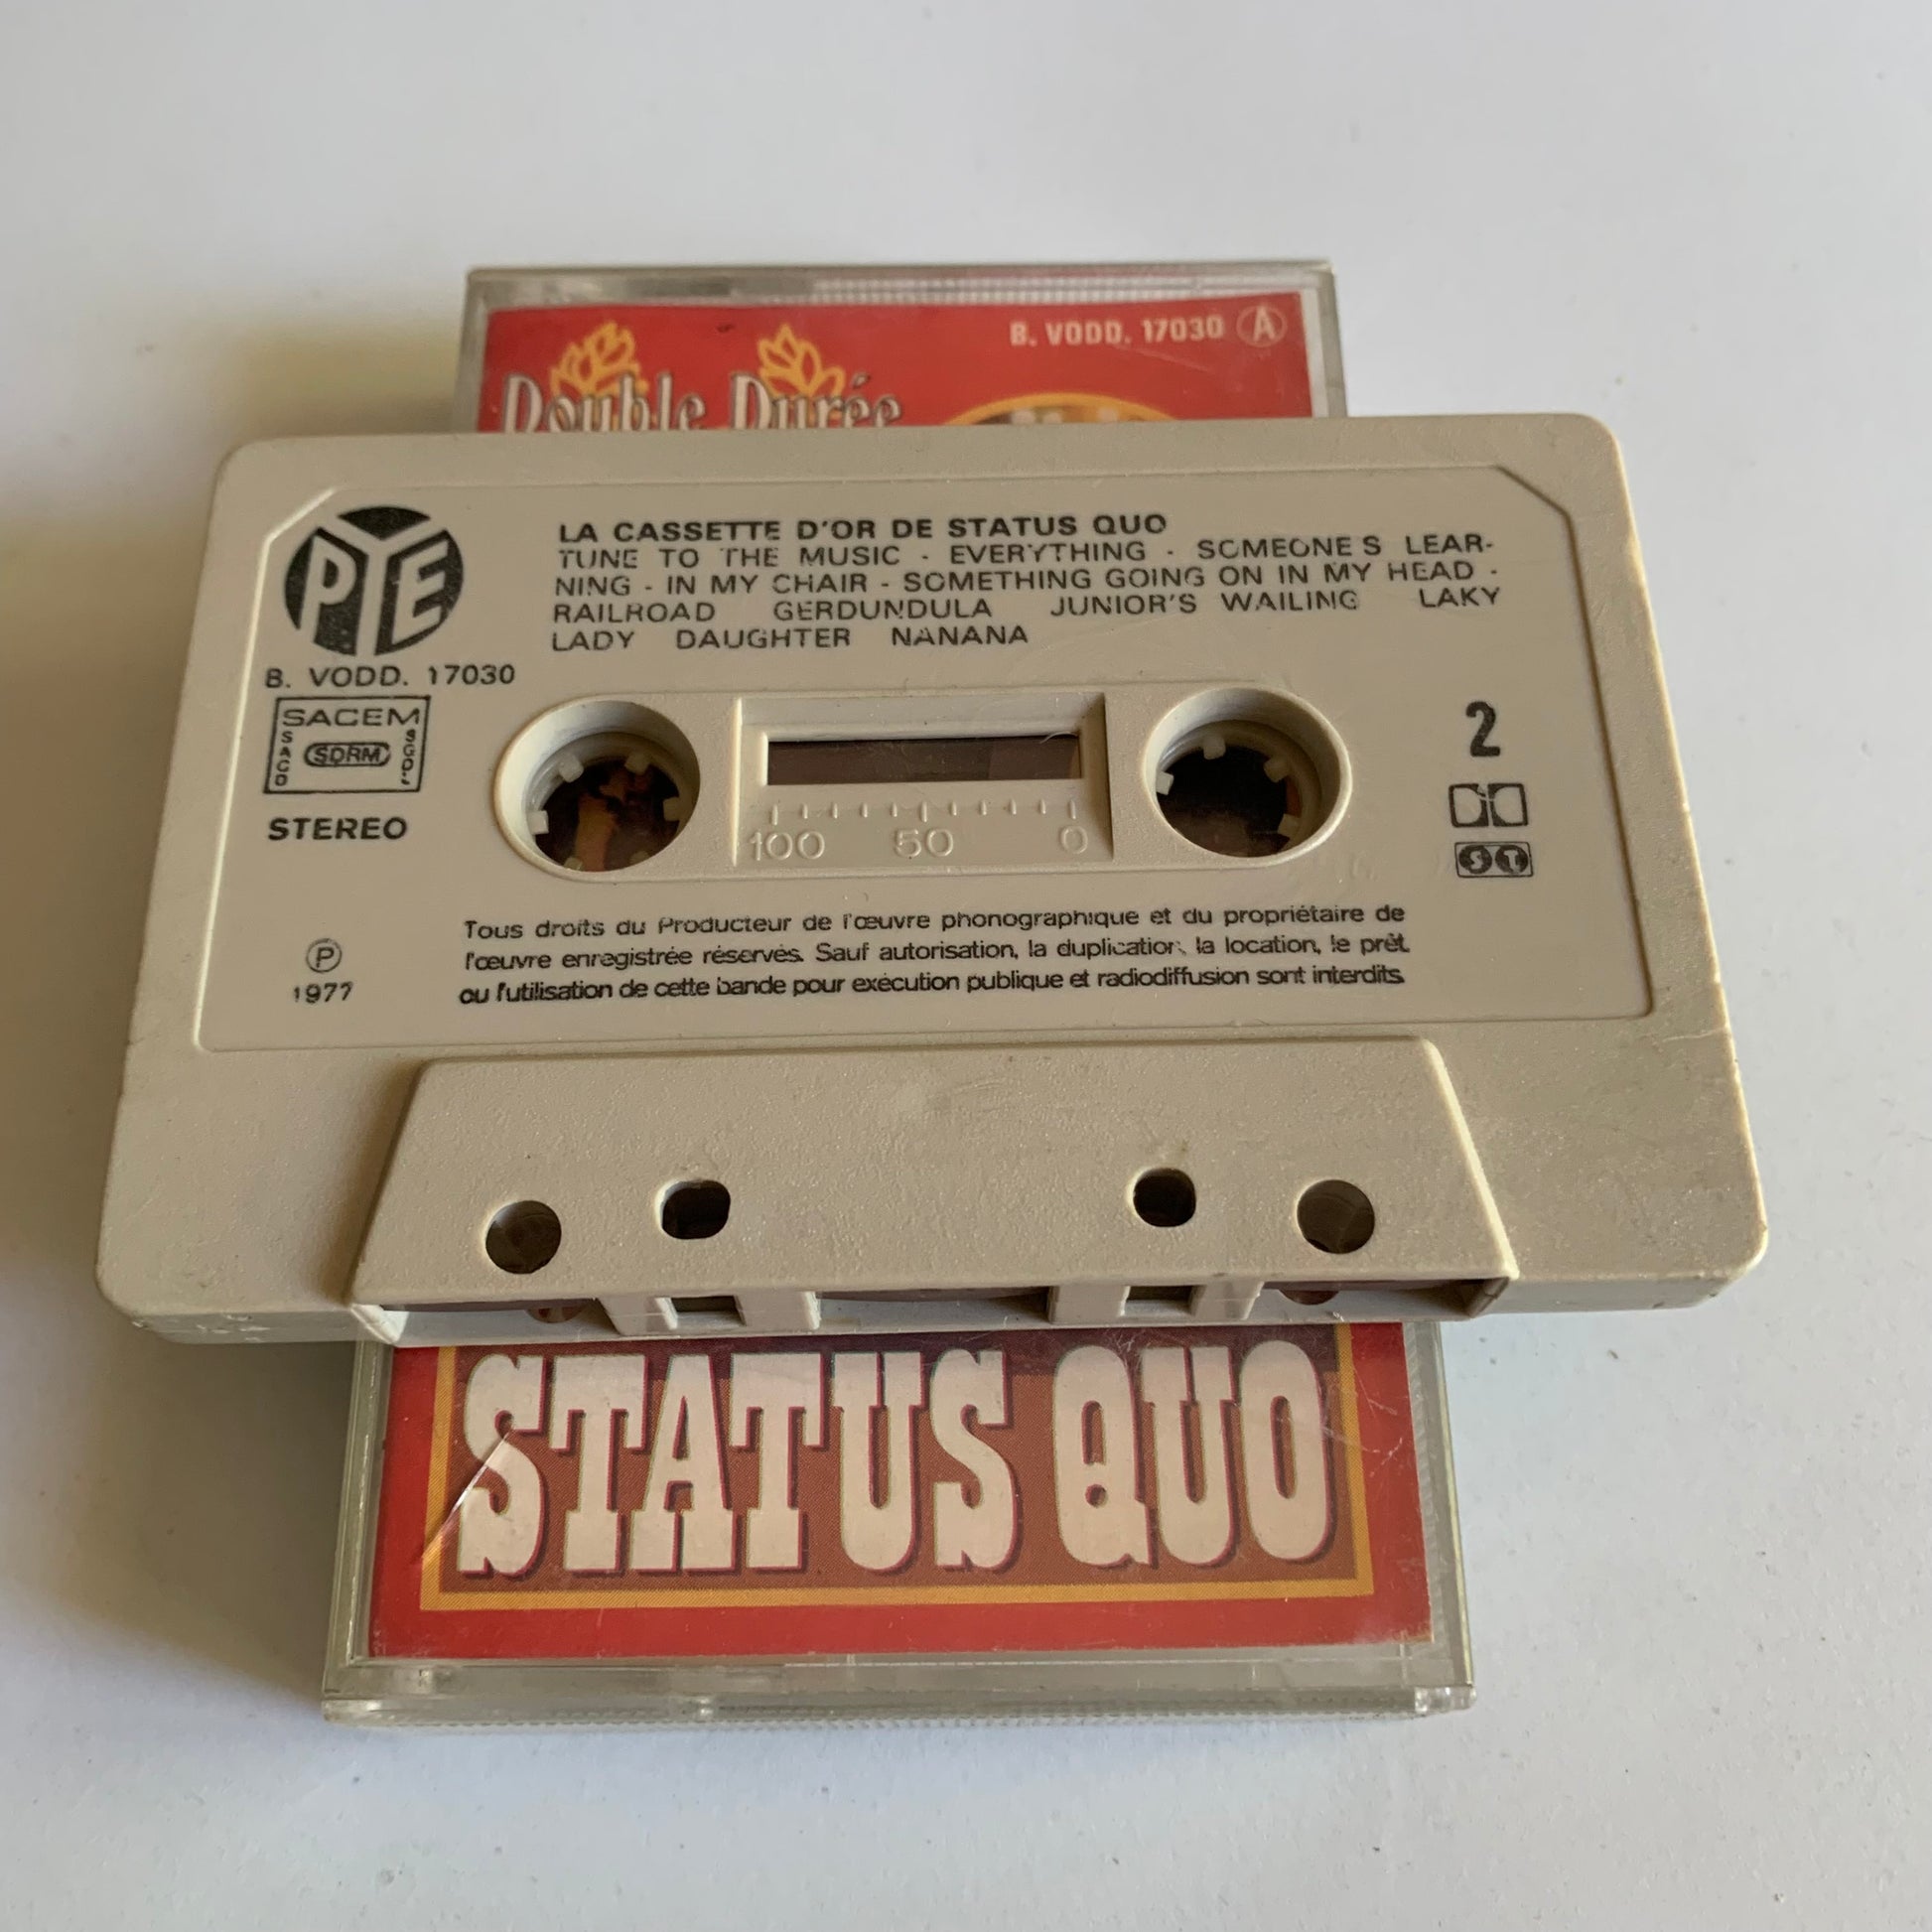 B. VODD. 17030 A
Double Durée
PYE
LA CASSETTE D'OR DE STATUS QUO
TUNE TO THE MUSIC - EVERYTHING - SOMEONE S LEAR-
NING - IN MY CHAIR - SOMETHING GOING ON IN MY HEAD -
RAILROAD GERDUNDULA JUNIOR'S WAILING LAKY
LADY DAUGHTER NANANA
B. VODD. 17030
SACEM
SACD
SDRM
SGDL
STEREO
2
ST
100 50 0
Tous droits du Producteur de l'œuvre phonographique et du propriétaire de
l'œuvre enregistrée réservés. Sauf autorisation, la duplication, la location, le prêt
ou l'utilisation de cette bande pour exécution publique et radiodiffusion sont interdits
Ⓟ
1977
STATUS QUO